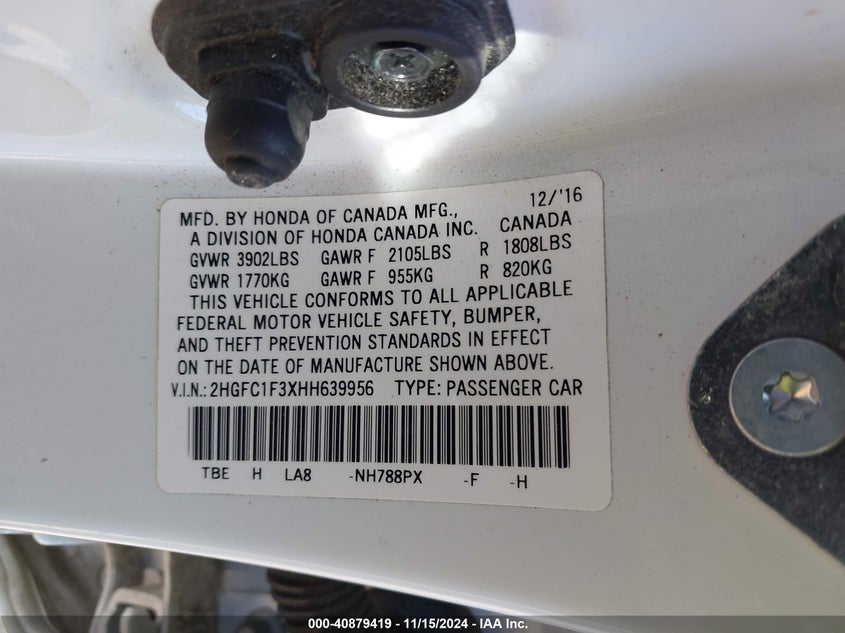 12/'16
MFD. BY HONDA OF CANADA MFG.,
A DIVISION OF HONDA CANADA INC. CANADA
GVWR 3902LBS GAWR F 2105LBS R 1808LBS
GVWR 1770KG GAWR F 955KG R 820KG
THIS VEHICLE CONFORMS TO ALL APPLICABLE
FEDERAL MOTOR VEHICLE SAFETY, BUMPER,
AND THEFT PREVENTION STANDARDS IN EFFECT
ON THE DATE OF MANUFACTURE SHOWN ABOVE.
V.I.N.: 2HGFC1F3XHH639956 TYPE: PASSENGER CAR
TBE H LA8 -NH788PX -F -H
000-40879419 - 11/15/2024 - IAA Inc.